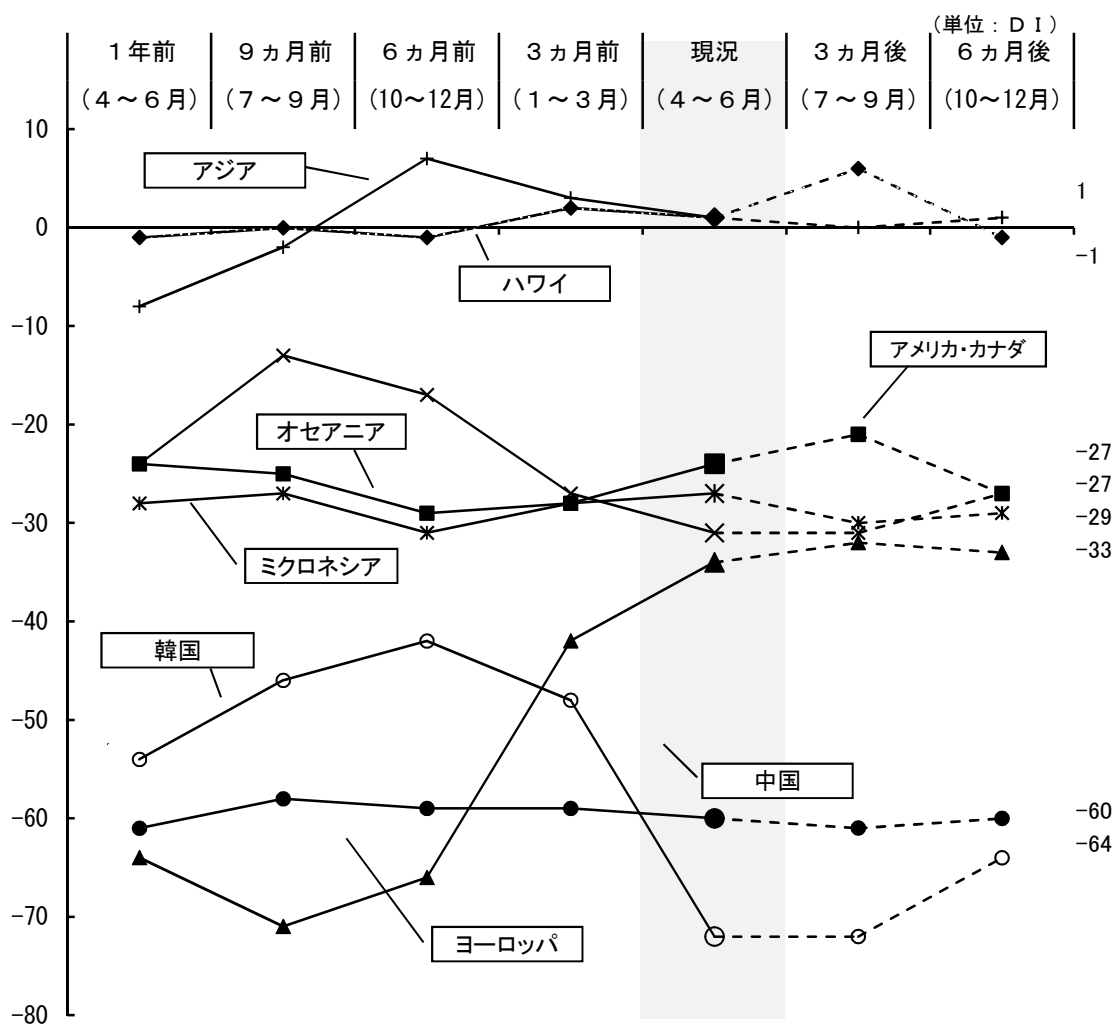 (単位：ＤＩ)
１年前 ９ヵ月前 ６ヵ月前 ３ヵ月前 現況 ３ヵ月後 ６ヵ月後
(４～６月) (７～９月) (10～12月) (１～３月) (４～６月) (７～９月) (10～12月)
10
アジア
1
0
-1
ハワイ
-10
アメリカ・カナダ
-20
オセアニア
-27
-27
-29
-30
-33
ミクロネシア
-40
韓国
-50
中国
-60
-60
-64
-70
ヨーロッパ
-80